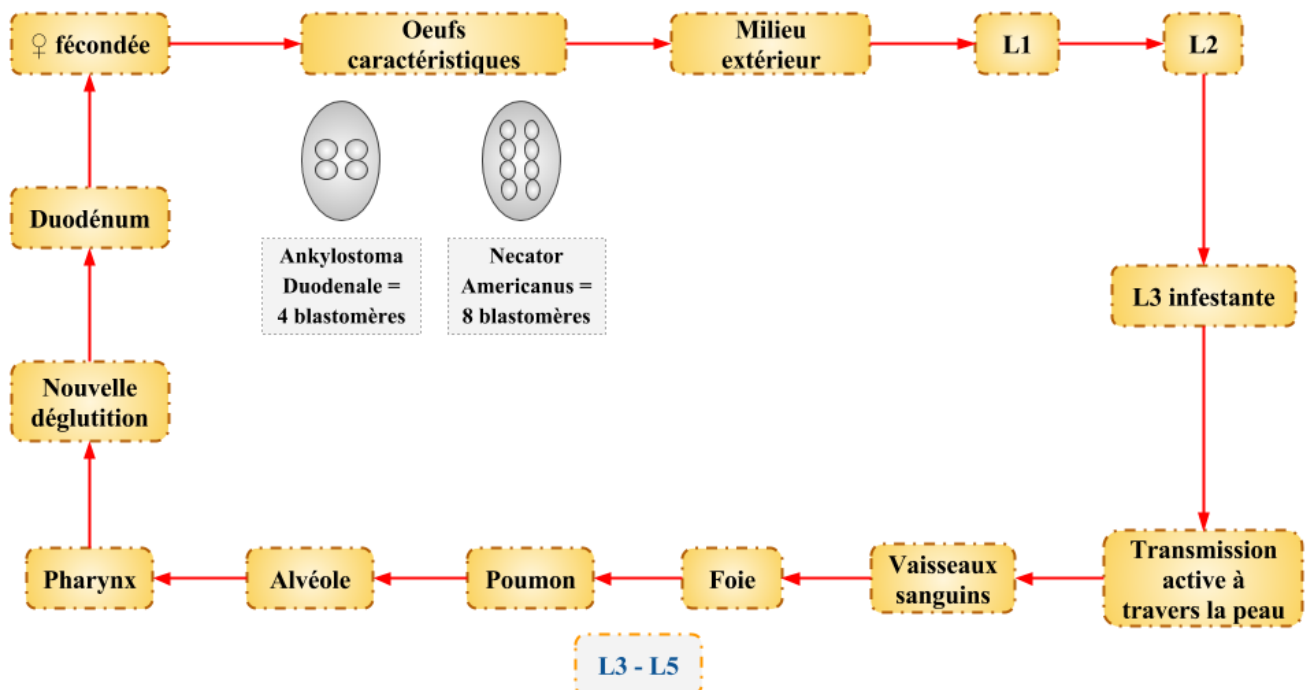 ♀ fécondée
Oeufs
caractéristiques
Milieu
extérieur
L1
L2
Ankylostoma
Duodenale =
4 blastomères
Necator
Americanus =
8 blastomères
Duodénum
L3 infestante
Nouvelle
déglutition
Pharynx
Alvéole
Poumon
Foie
Vaisseaux
sanguins
Transmission
active à
travers la peau
L3 - L5